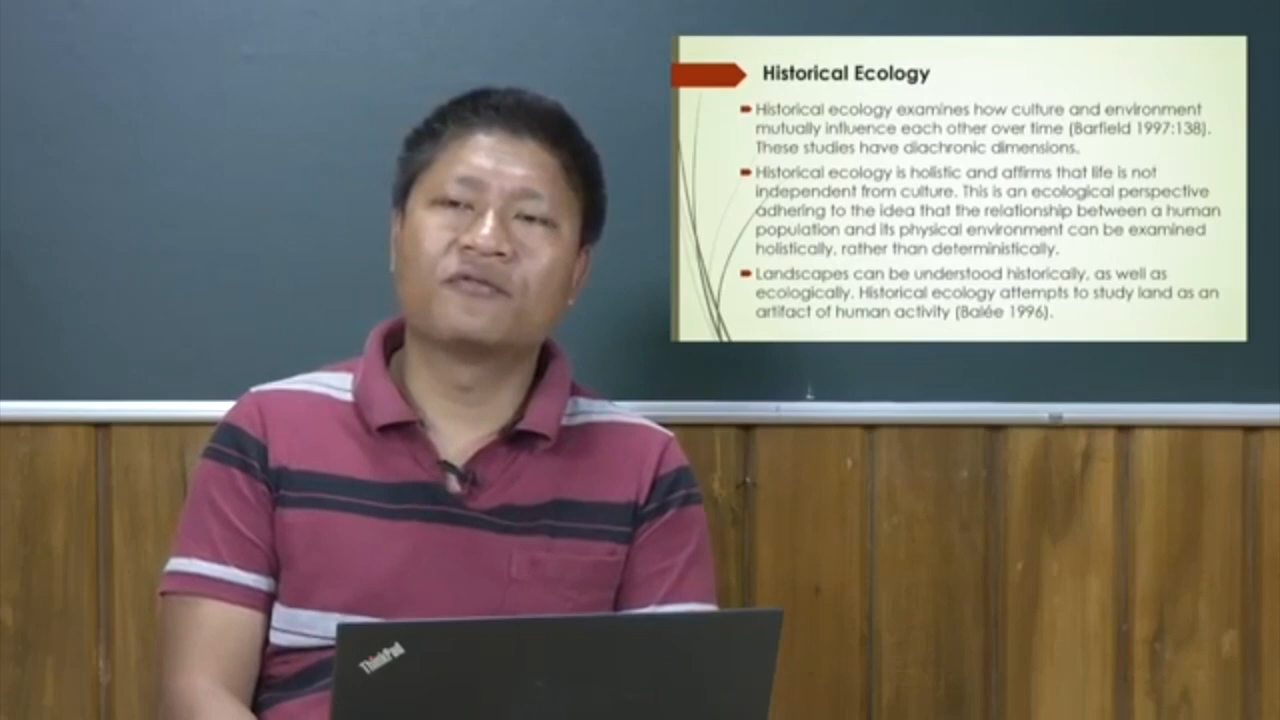 Historical Ecology
Historical ecology examines how culture and environment
mutually influence each other over time (Barfield 1997:138).
These studies have diachronic dimensions.
Historical ecology is holistic and affirms that life is not
independent from culture. This is an ecological perspective
adhering to the idea that the relationship between a human
population and its physical environment can be examined
holistically, rather than deterministically.
Landscapes can be understood historically, as well as
ecologically. Historical ecology attempts to study land as an
artifact of human activity (Balée 1996).
ThinkPad